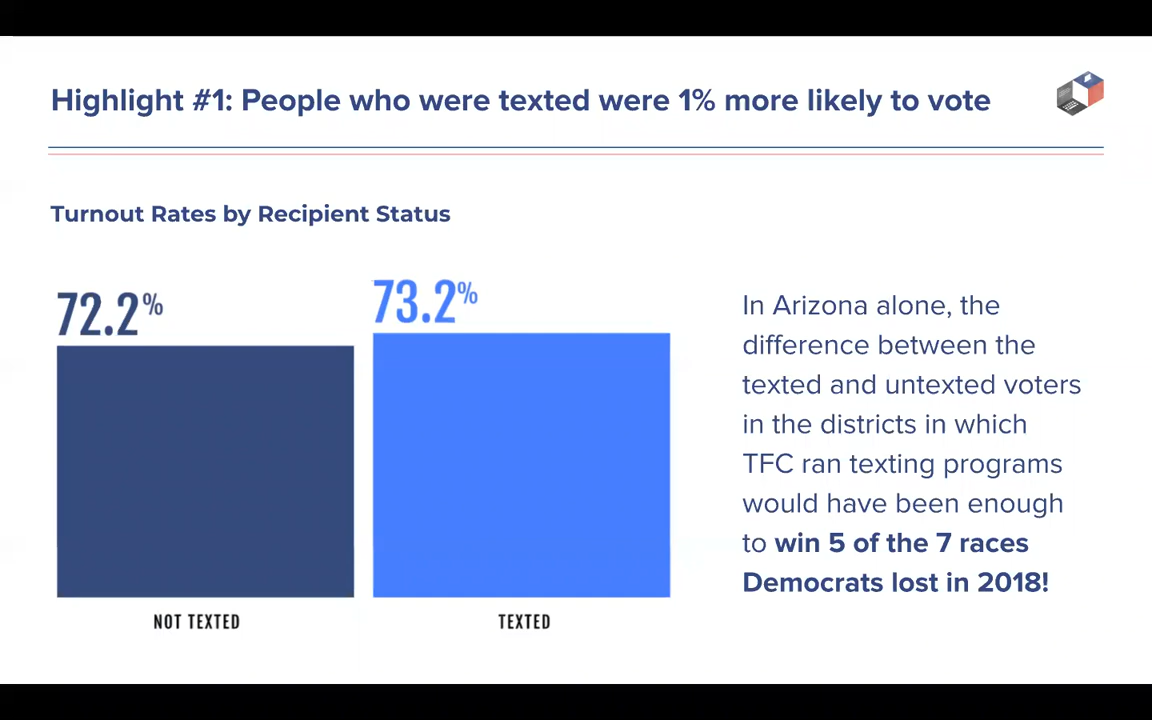 Highlight #1: People who were texted were 1% more likely to vote
Turnout Rates by Recipient Status
72.2%
73.2%
NOT TEXTED
TEXTED
In Arizona alone, the
difference between the
texted and untexted voters
in the districts in which
TFC ran texting programs
would have been enough
to win 5 of the 7 races
Democrats lost in 2018!